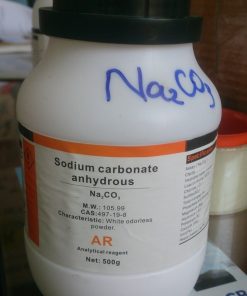 Na₂CO₃
Sodium carbonate
anhydrous
Na₂CO₃
M.W.: 105.99
CAS:497-19-8
Characteristic: White odorless
powder.
AR
Analytical reagent
Net: 500g